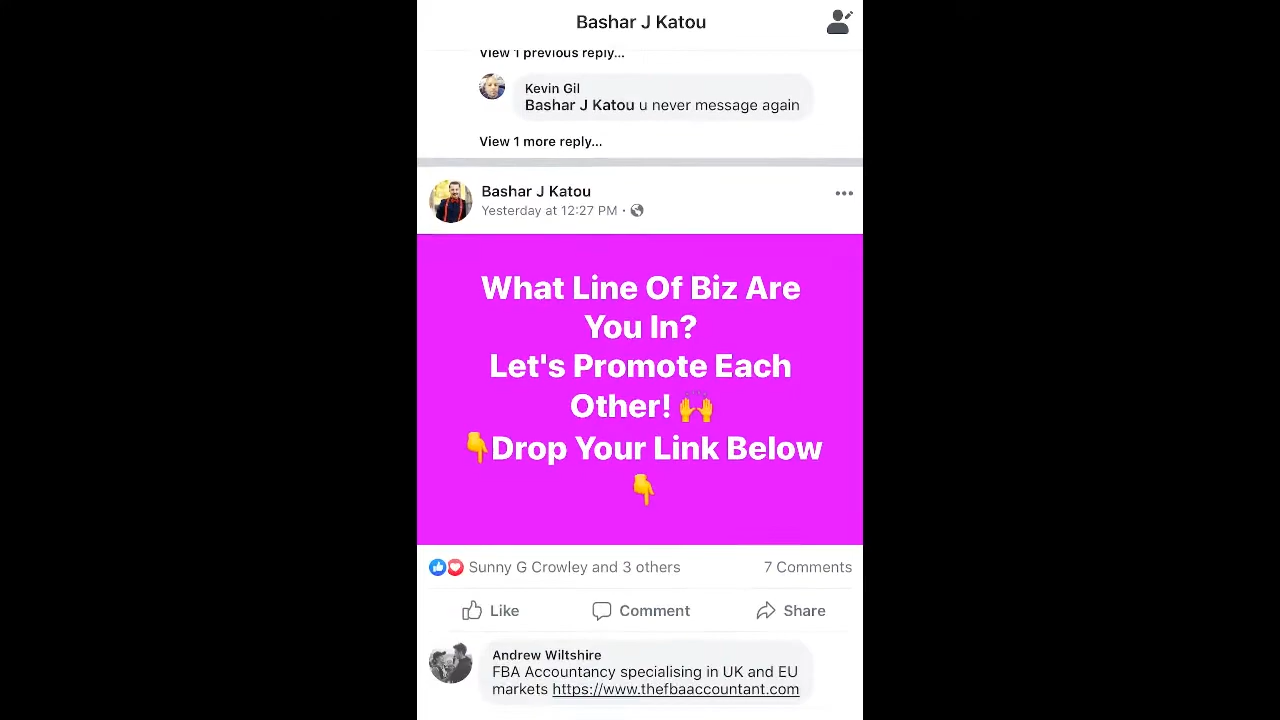 Bashar J Katou
View 1 previous reply...
Kevin Gil
Bashar J Katou u never message again
View 1 more reply...
Bashar J Katou
Yesterday at 12:27 PM ·
What Line Of Biz Are
You In?
Let's Promote Each
Other! 🙌
👇Drop Your Link Below
👇
Sunny G Crowley and 3 others
7 Comments
Like
Comment
Share
Andrew Wiltshire
FBA Accountancy specialising in UK and EU
markets https://www.thefbaaccountant.com